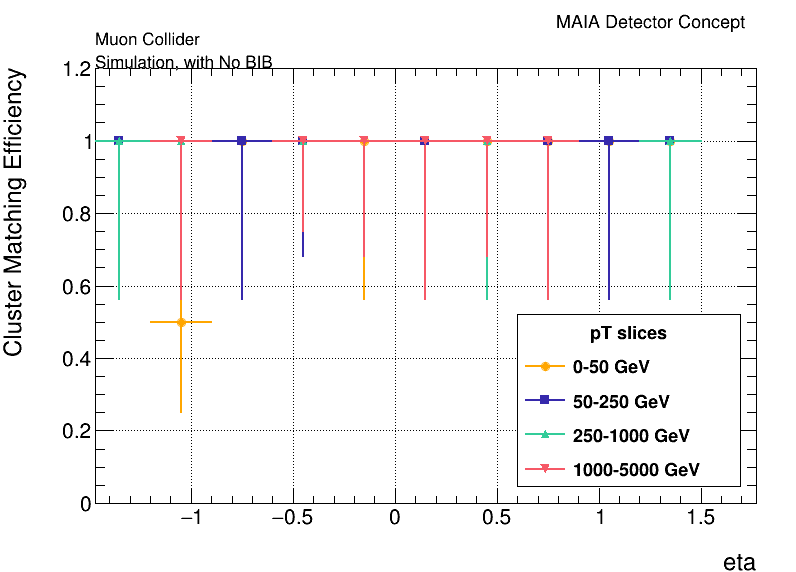 MAIA Detector Concept
Muon Collider
Simulation, with No BIB
Cluster Matching Efficiency
1.2
1
0.8
0.6
0.4
0.2
0
−1
−0.5
0
0.5
1
1.5
eta
pT slices
0-50 GeV
50-250 GeV
250-1000 GeV
1000-5000 GeV